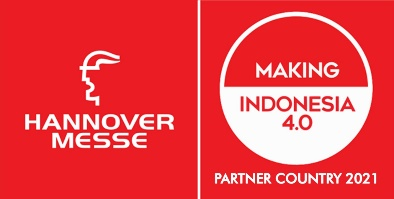 HANNOVER
MESSE
MAKING
INDONESIA
4.0
PARTNER COUNTRY 2021